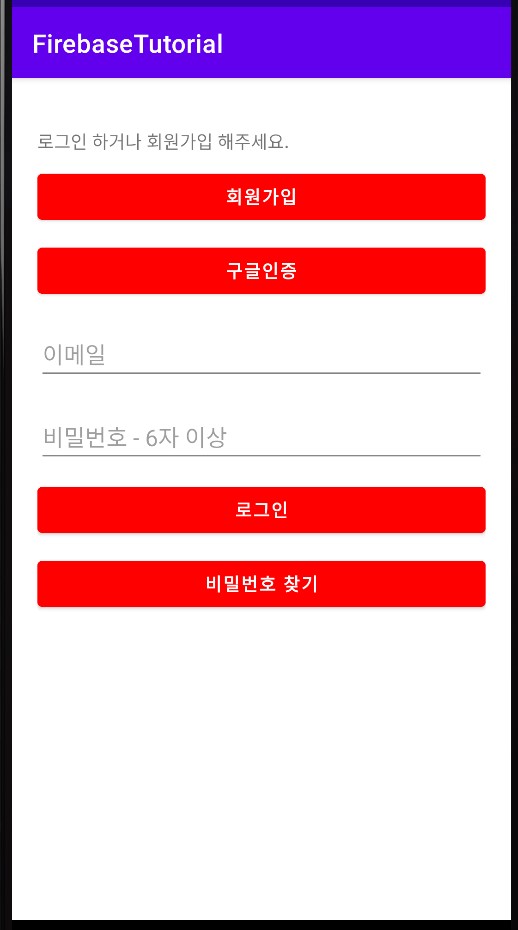 FirebaseTutorial
로그인 하거나 회원가입 해주세요.
회원가입
구글인증
이메일
비밀번호 - 6자 이상
로그인
비밀번호 찾기